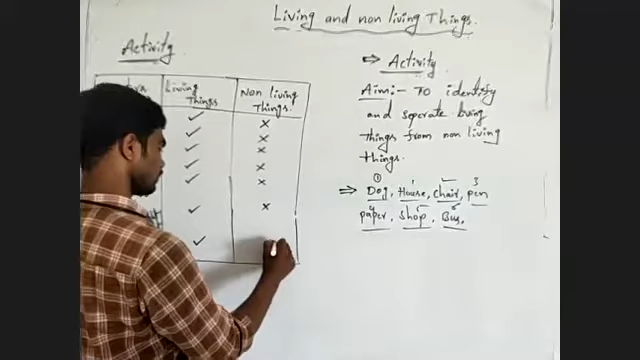 Living and non living Things.
Activity
Living Things
Non living Things.
✓ ×
✓ ×
✓ ×
✓ ×
✓ ×
✓ ×
✓
⇒ Activity
Aim:- To identify
and seperate living
things from non living
things.
⇒ Dog, House, chair, pen
paper, shop, Bus,